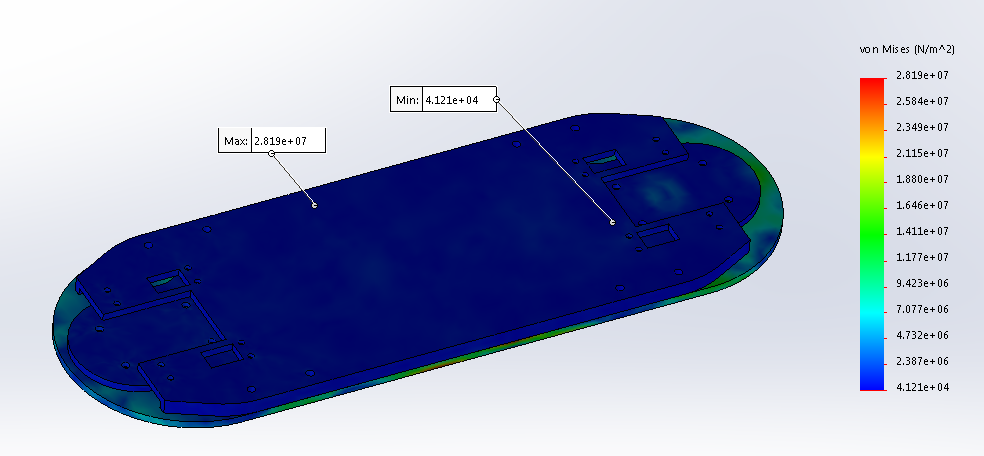 von Mises (N/m^2)
2.819e+07
2.584e+07
2.349e+07
2.115e+07
1.880e+07
1.646e+07
1.411e+07
1.177e+07
9.423e+06
7.077e+06
4.732e+06
2.387e+06
4.121e+04
Min: 4.121e+04
Max: 2.819e+07